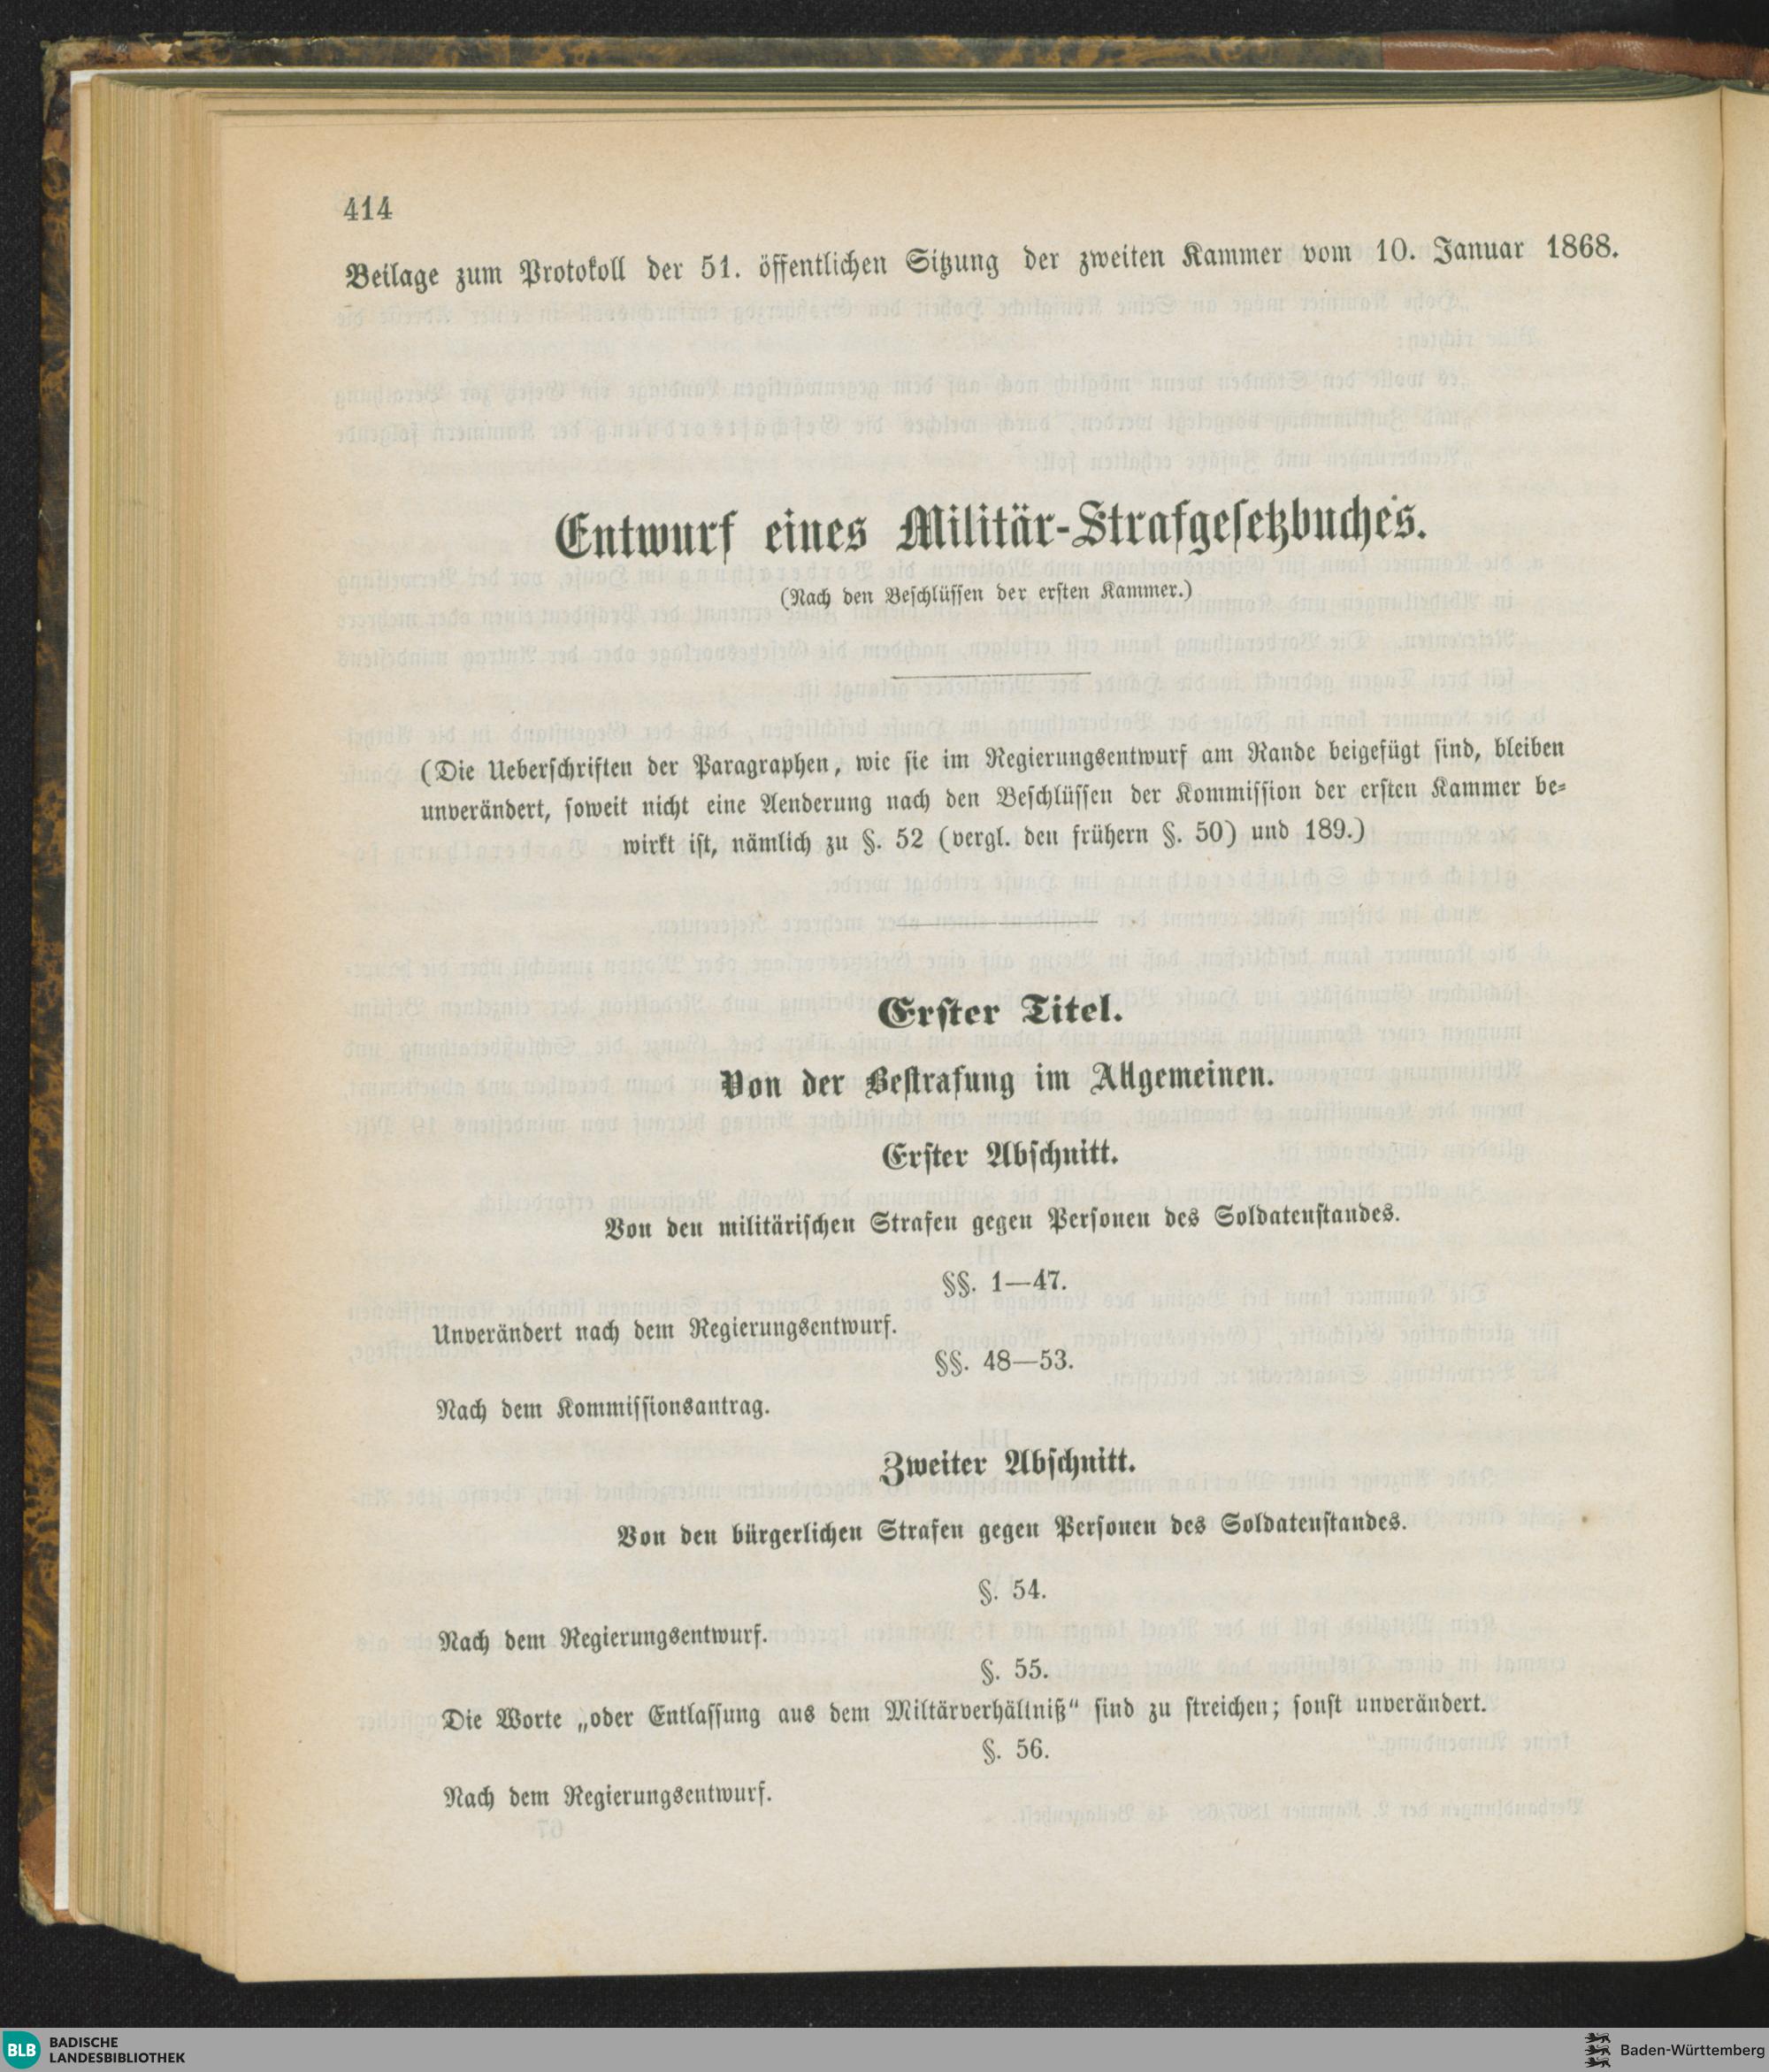 414
Beilage zum Protokoll der 51. öffentlichen Sitzung der zweiten Kammer vom 10. Januar 1868.
Entwurf eines Militär-Strafgesetzbuches.
(Nach den Beschlüssen der ersten Kammer.)
(Die Ueberschriften der Paragraphen, wie sie im Regierungsentwurf am Rande beigefügt sind, bleiben
unverändert, soweit nicht eine Aenderung nach den Beschlüssen der Kommission der ersten Kammer be-
wirkt ist, nämlich zu §. 52 (vergl. den frühern §. 50) und 189.)
Erster Titel.
Von der Bestrafung im Allgemeinen.
Erster Abschnitt.
Von den militärischen Strafen gegen Personen des Soldatenstandes.
§§. 1—47.
Unverändert nach dem Regierungsentwurf.
§§. 48—53.
Nach dem Kommissionsantrag.
Zweiter Abschnitt.
Von den bürgerlichen Strafen gegen Personen des Soldatenstandes.
§. 54.
Nach dem Regierungsentwurf.
§. 55.
Die Worte „oder Entlassung aus dem Miltärverhältniß“ sind zu streichen; sonst unverändert.
§. 56.
Nach dem Regierungsentwurf.
BLB BADISCHE
LANDESBIBLIOTHEK
Baden-Württemberg